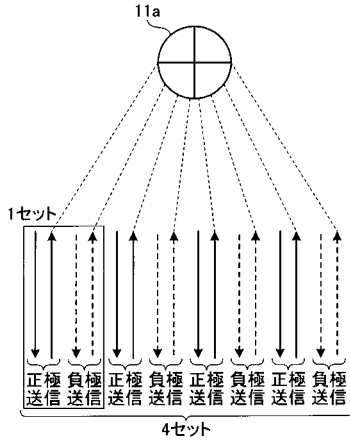 11a
1セット
正極 負極 正極 負極 正極 負極 正極 負極
送信 送信 送信 送信 送信 送信 送信 送信
4セット